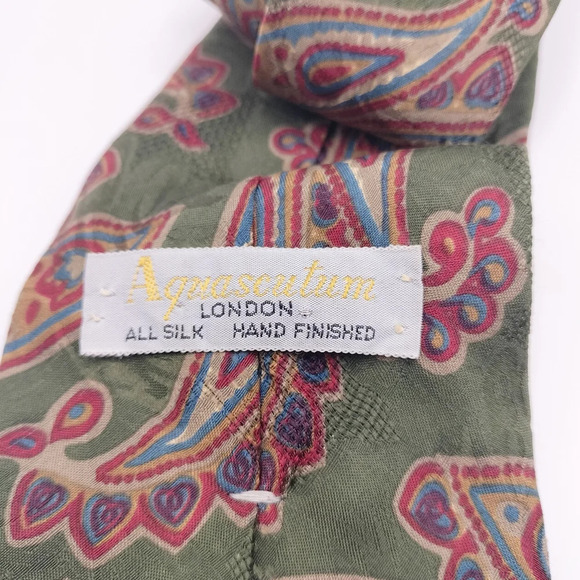 Aquascutum
LONDON
ALL SILK HAND FINISHED